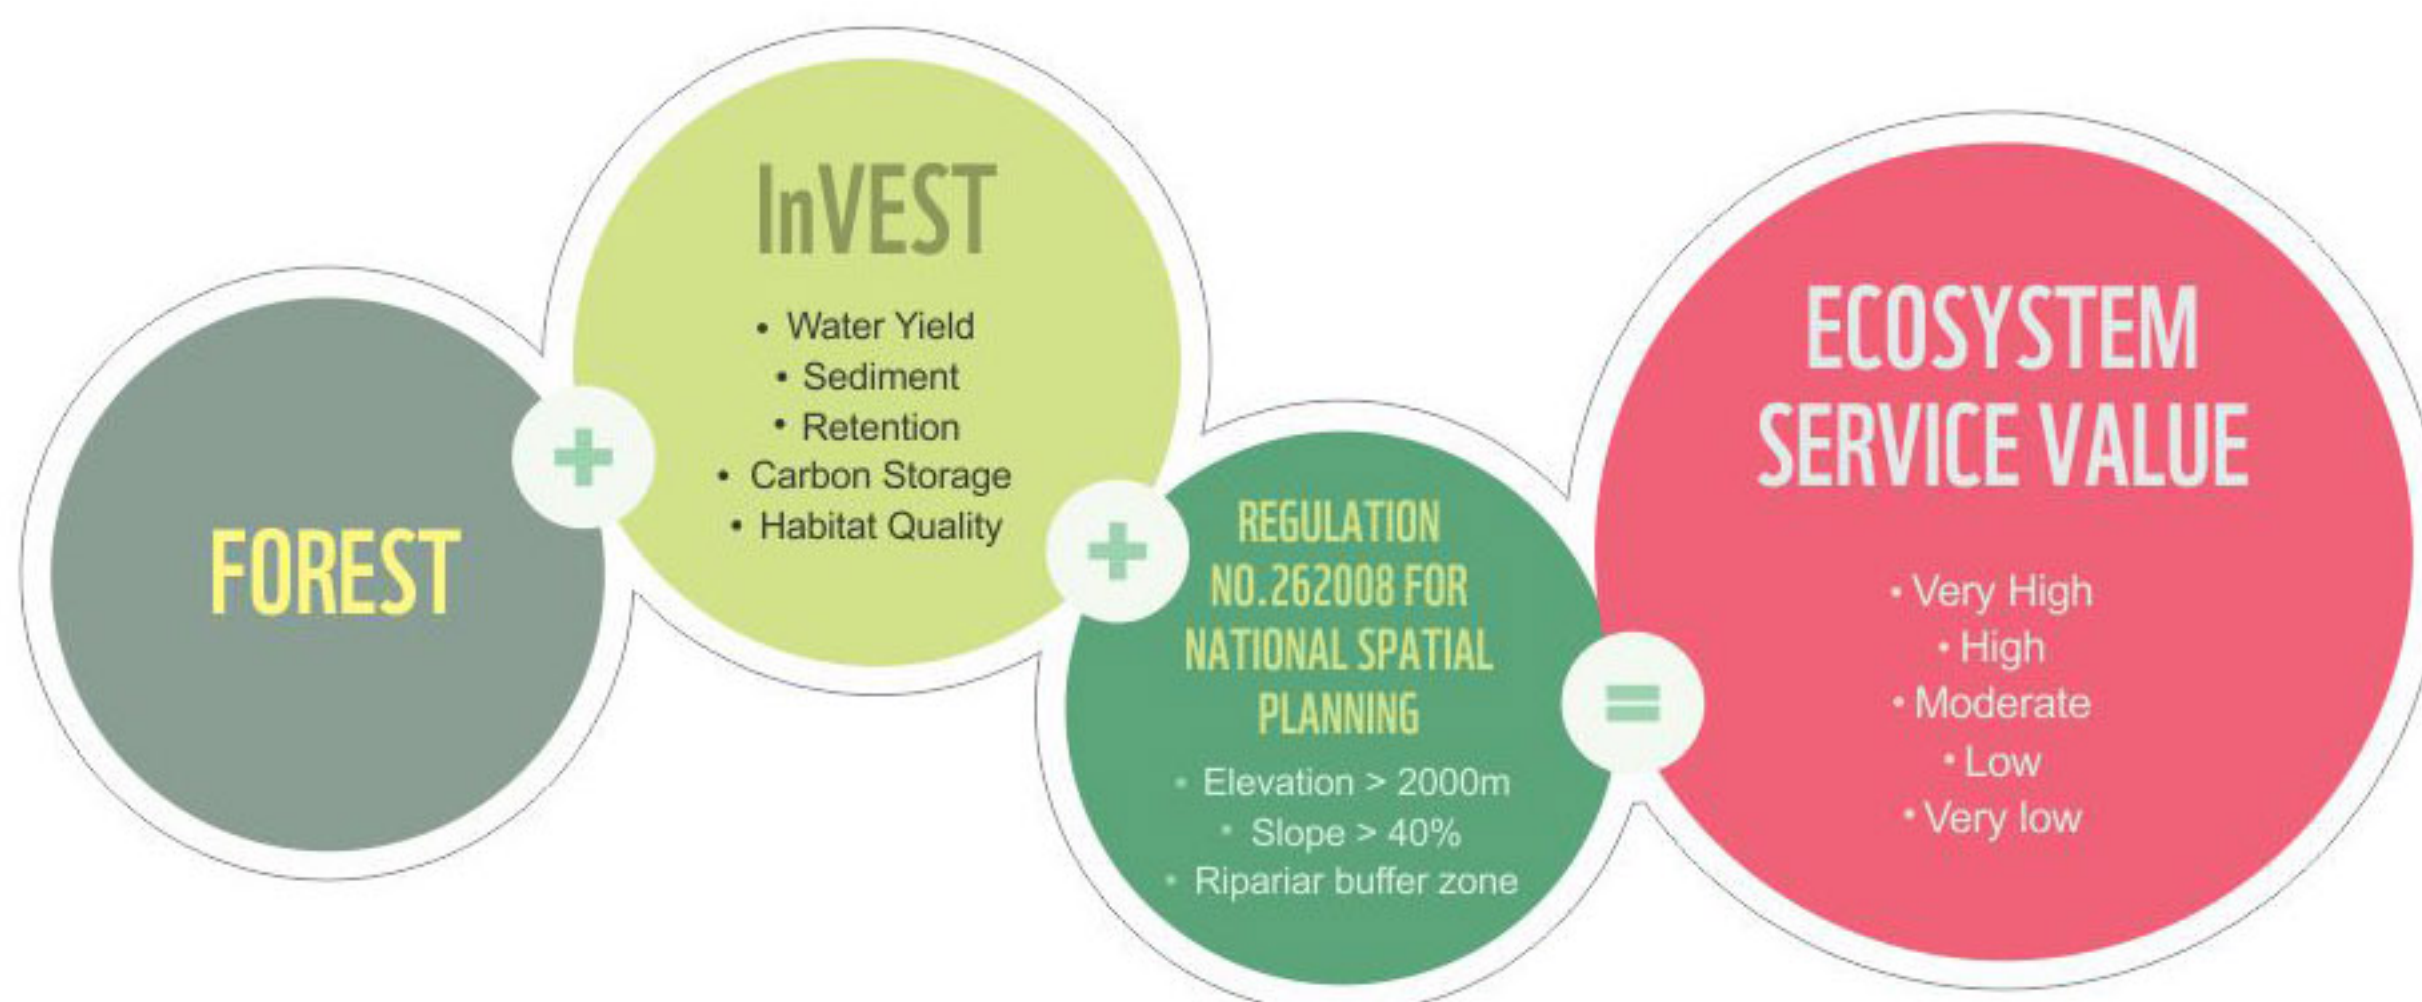 FOREST
InVEST
• Water Yield
• Sediment
• Retention
• Carbon Storage
• Habitat Quality
REGULATION
NO.262008 FOR
NATIONAL SPATIAL
PLANNING
• Elevation > 2000m
• Slope > 40%
• Ripariar buffer zone
ECOSYSTEM
SERVICE VALUE
• Very High
• High
• Moderate
• Low
• Very low